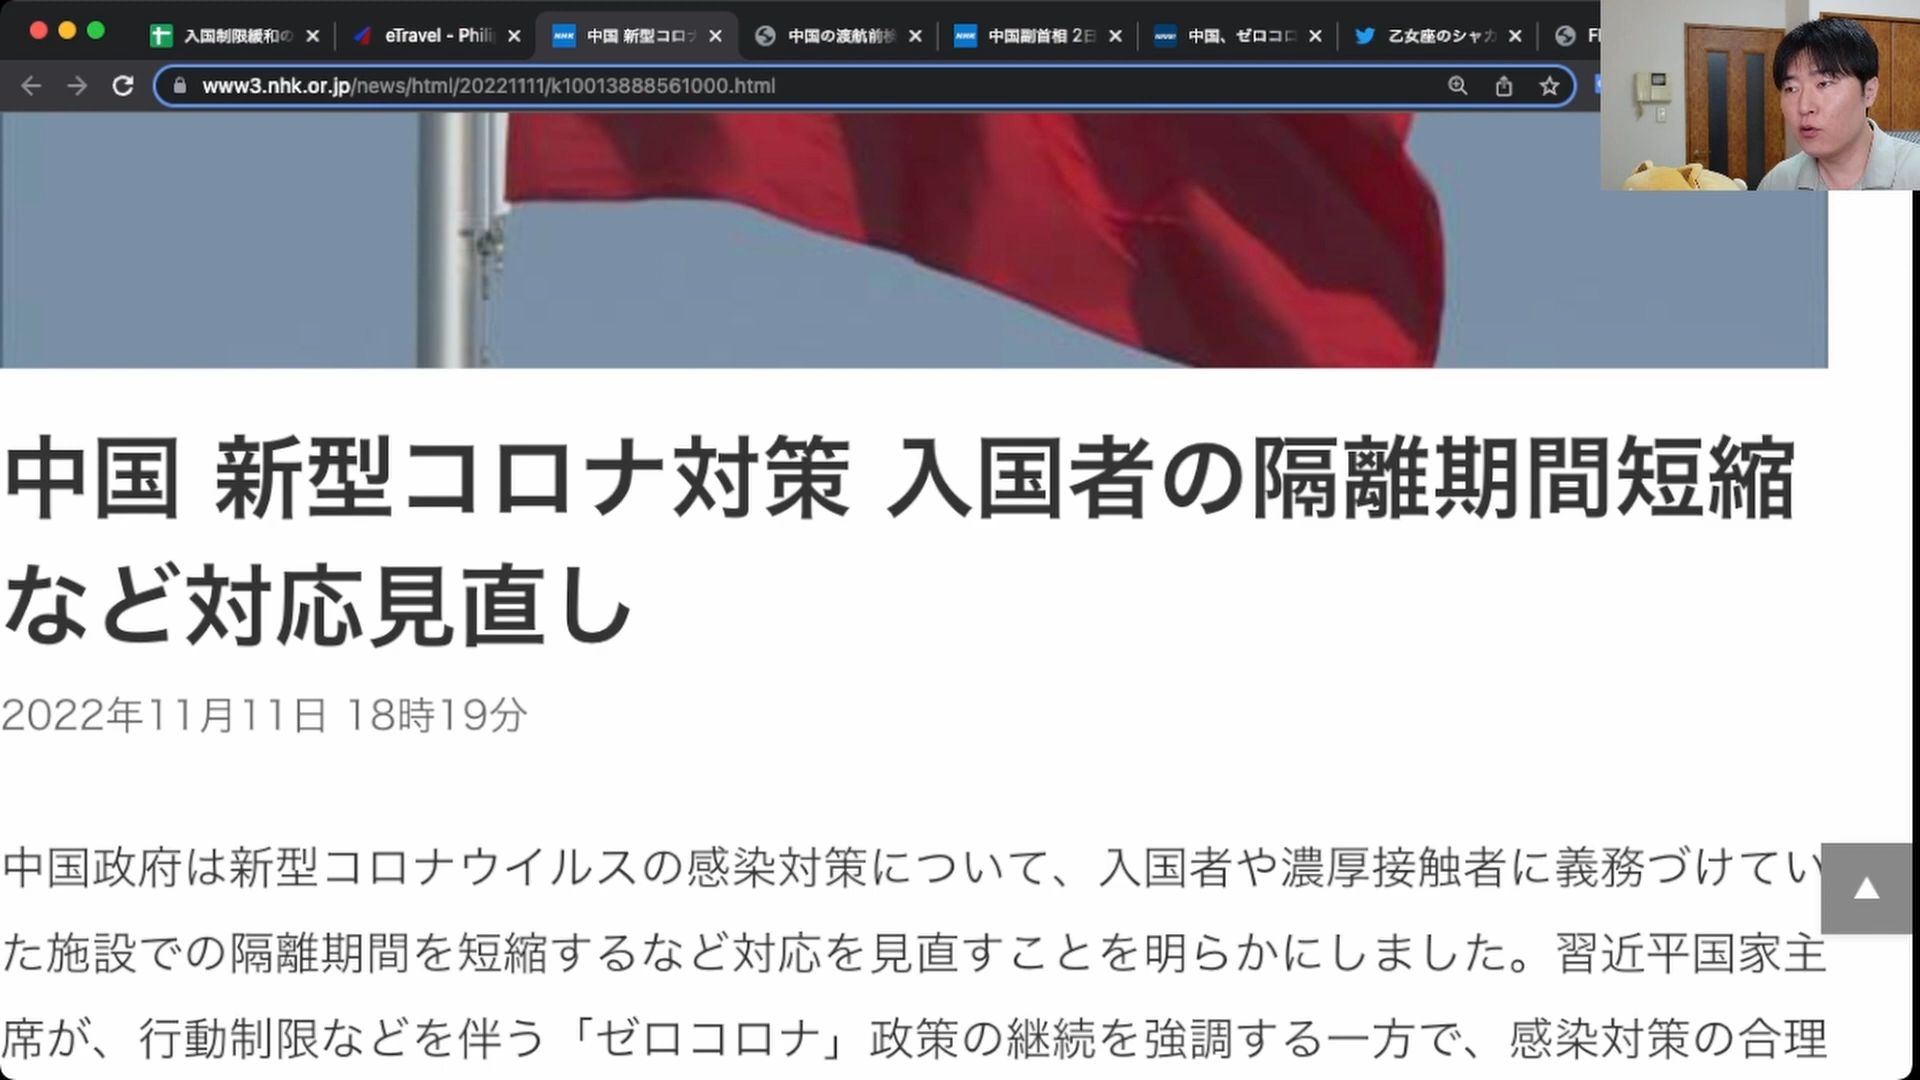 入国制限緩和の
eTravel - Phili
中国 新型コロナ
中国の渡航前検
中国副首相 2日
中国、ゼロコロ
乙女座のシャカ
www3.nhk.or.jp/news/html/20221111/k10013888561000.html
中国 新型コロナ対策 入国者の隔離期間短縮
など対応見直し
2022年11月11日 18時19分
中国政府は新型コロナウイルスの感染対策について、入国者や濃厚接触者に義務づけてい
た施設での隔離期間を短縮するなど対応を見直すことを明らかにしました。習近平国家主
席が、行動制限などを伴う「ゼロコロナ」政策の継続を強調する一方で、感染対策の合理